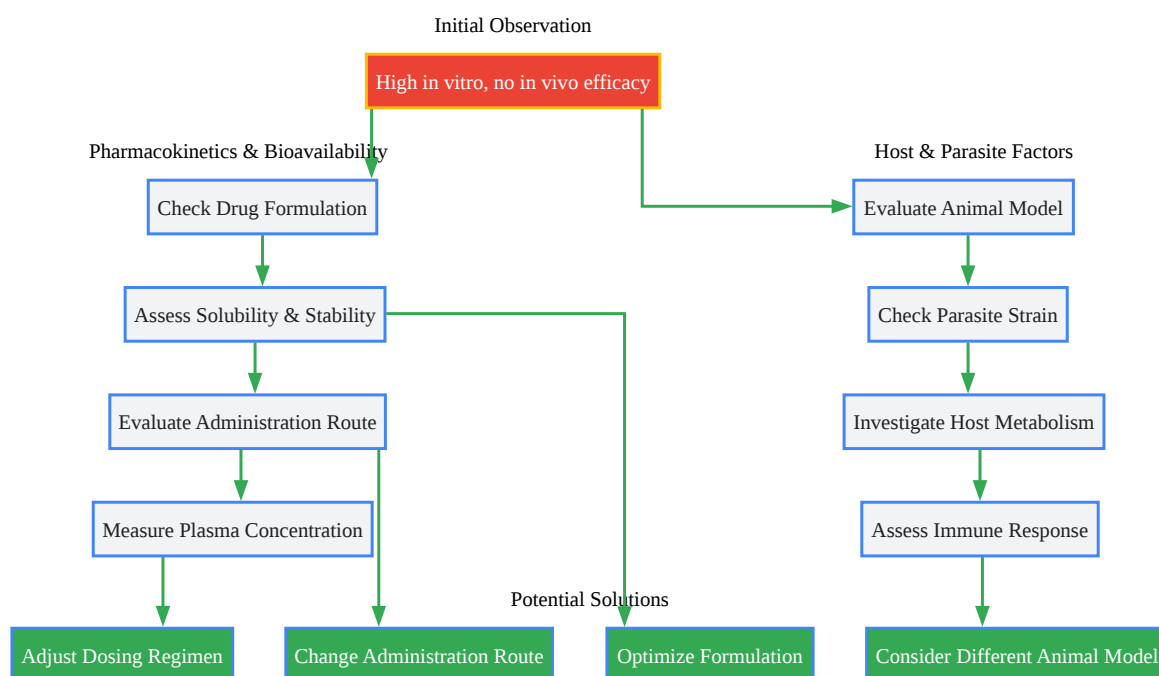 Initial Observation
High in vitro, no in vivo efficacy
Pharmacokinetics & Bioavailability
Host & Parasite Factors
Check Drug Formulation
Evaluate Animal Model
Assess Solubility & Stability
Check Parasite Strain
Evaluate Administration Route
Investigate Host Metabolism
Measure Plasma Concentration
Assess Immune Response
Potential Solutions
Adjust Dosing Regimen
Change Administration Route
Optimize Formulation
Consider Different Animal Model